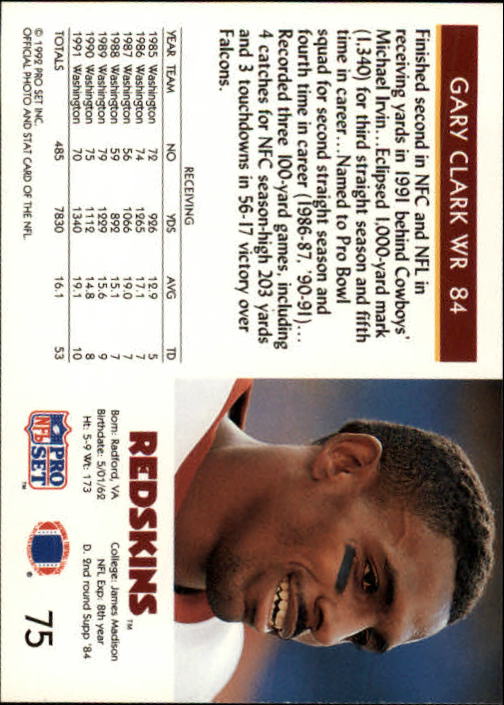 GARY CLARK WR 84
Finished second in NFC and NFL in
receiving yards in 1991 behind Cowboys'
Michael Irvin...Eclipsed 1,000-yard mark
(1.340) for third straight season and fifth
time in career...Named to Pro Bowl
squad for second straight season and
fourth time in career (1986-87, '90-91)...
Recorded three 100-yard games, including
4 catches for NFC season-high 203 yards
and 3 touchdowns in 56-17 victory over
Falcons.
RECEIVING
YEAR TEAM NO YDS AVG TD
1985 Washington 72 926 12.9 5
1986 Washington 74 1265 17.1 7
1987 Washington 56 1066 19.0 7
1988 Washington 59 892 15.1 7
1989 Washington 79 1229 15.6 9
1990 Washington 75 1112 14.8 8
1991 Washington 70 1340 19.1 10
TOTALS 485 7830 16.1 53
© 1992 PRO SET INC.
OFFICIAL PHOTO AND STAT CARD OF THE NFL.
REDSKINS™
Born: Radford, VA College: James Madison
Birthdate: 5/01/62 NFL Exp: 8th year
Ht: 5-9 Wt: 173 D. 2nd round Supp '84
PRO
NFL
SET
™
®
75